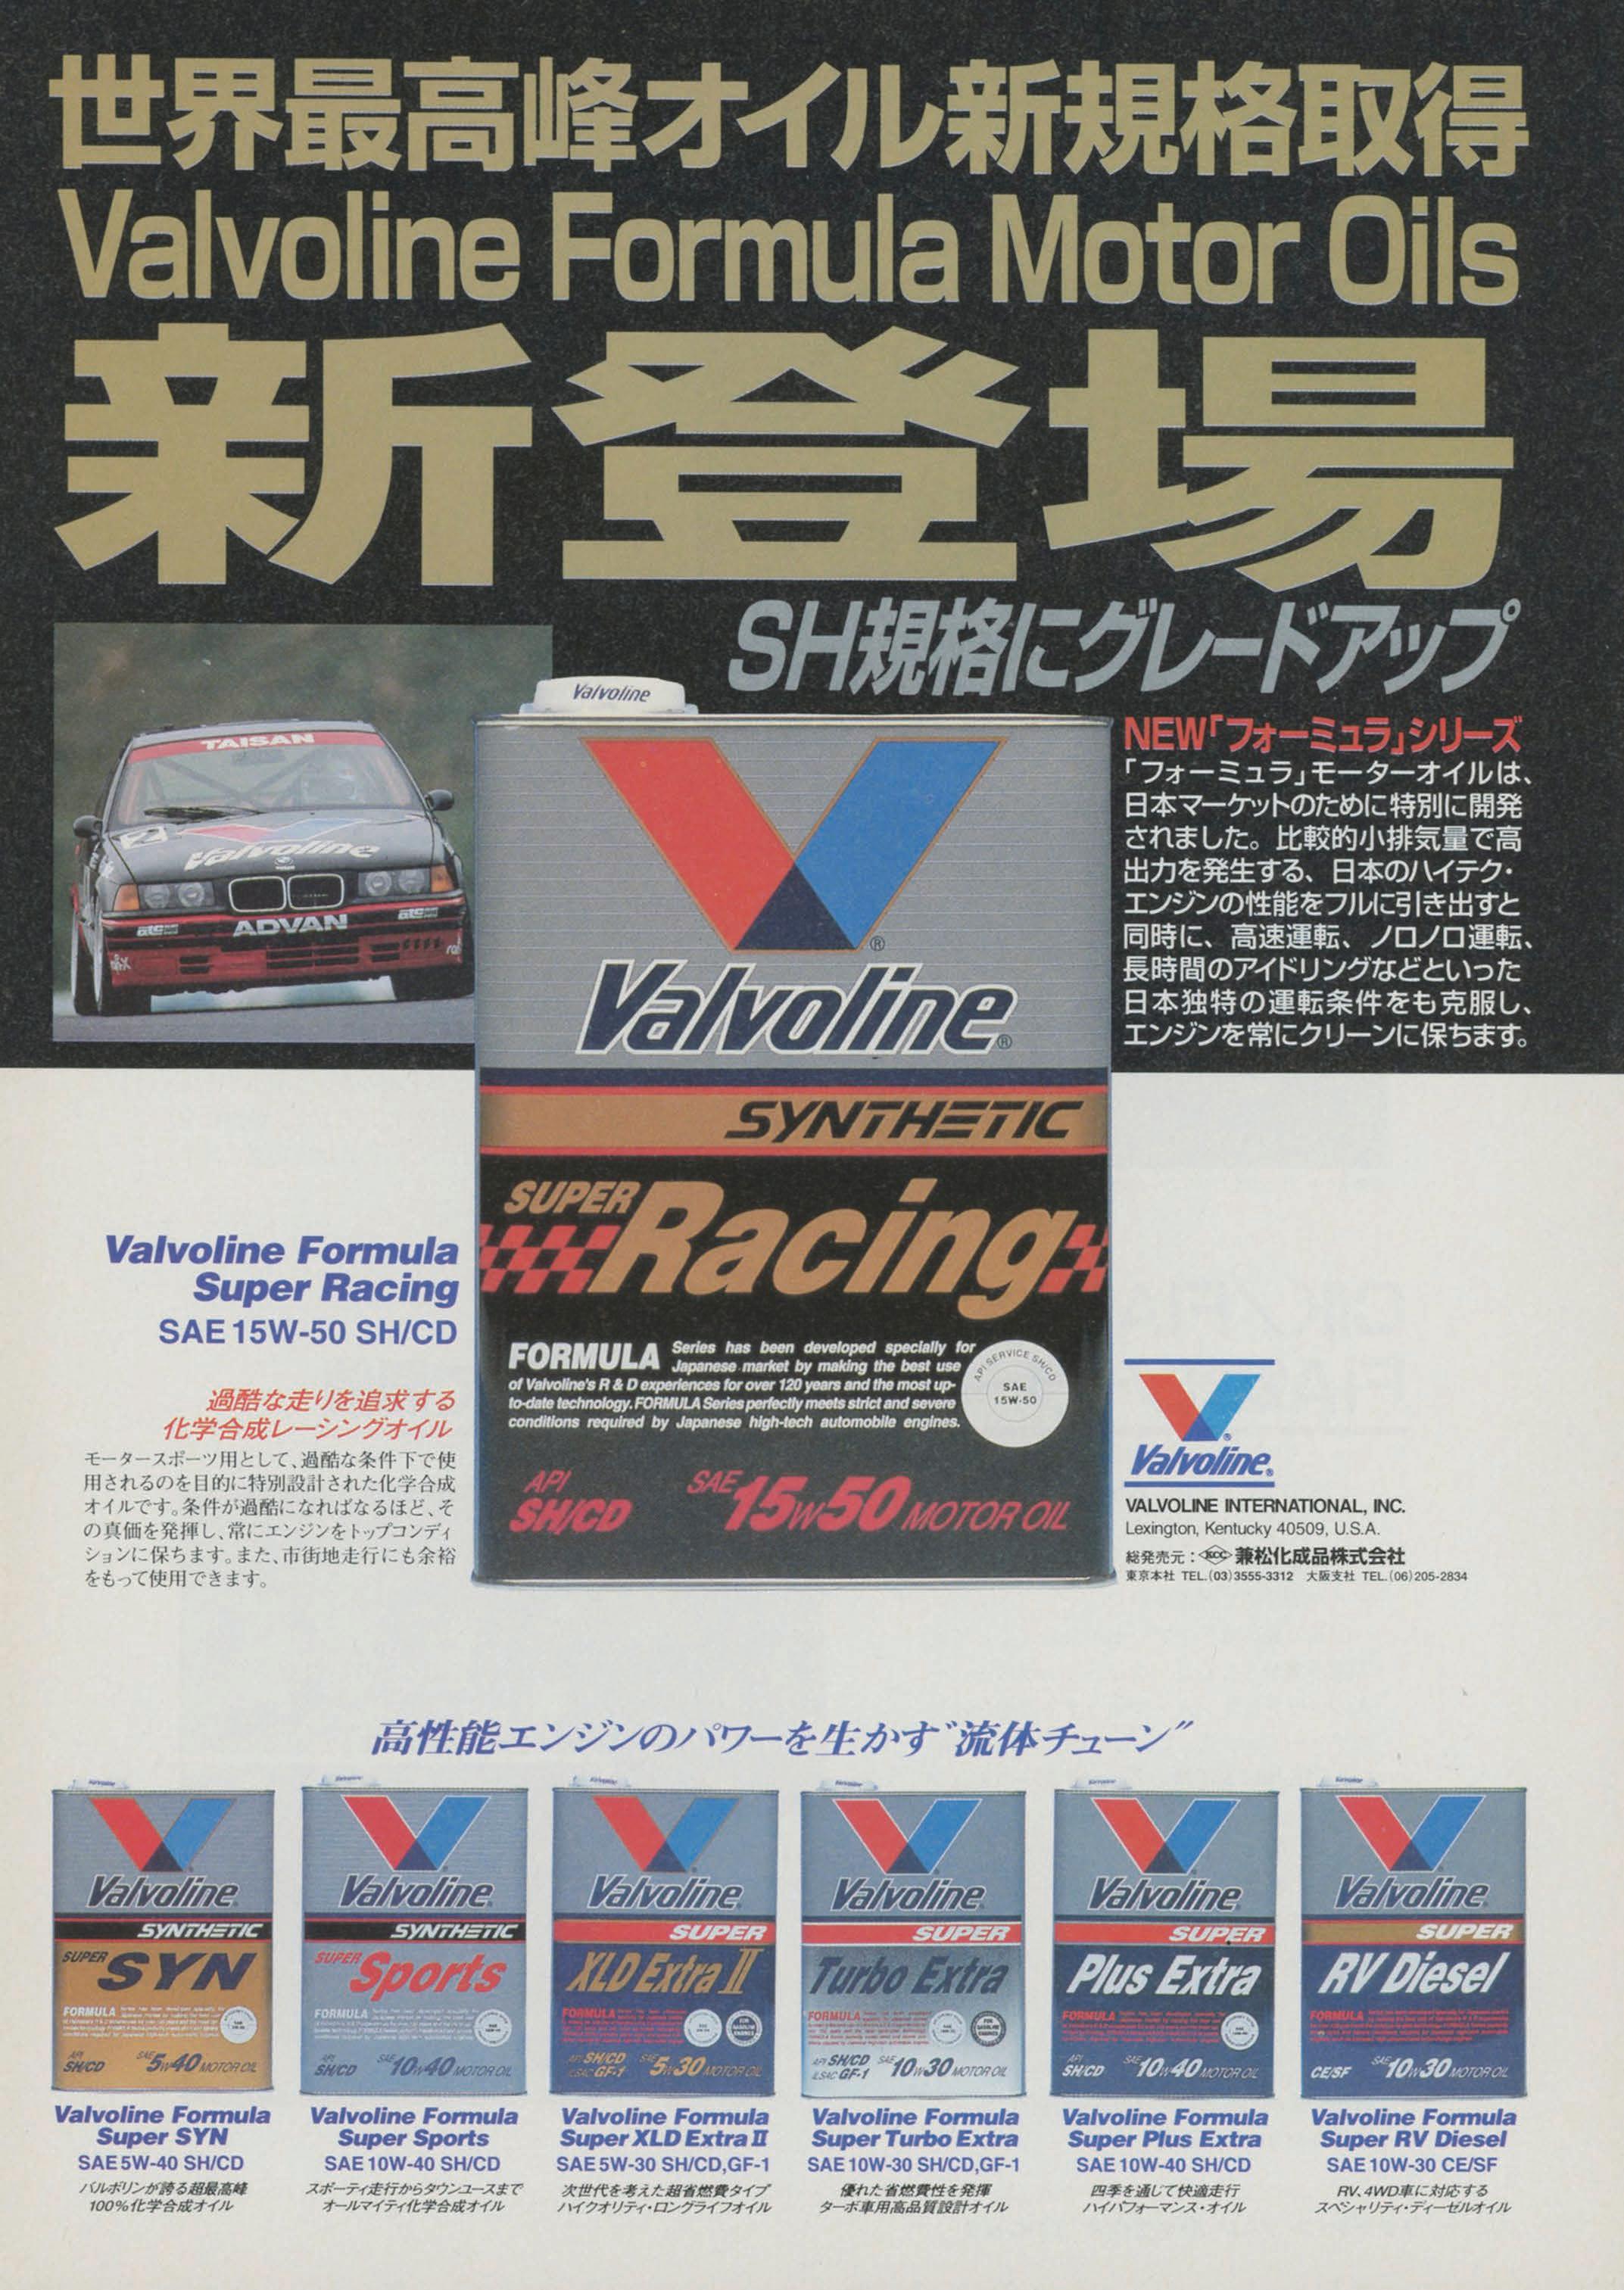 世界最高峰オイル新規格取得
Valvoline Formula Motor Oils
新登場
SH規格にグレードアップ
TAISAN
Valvoline
ADVAN
Valvoline
Valvoline
SYNTHETIC
SUPER Racing
FORMULA Series has been developed specially for
Japanese market by making the best use
of Valvoline's R & D experiences for over 120 years and the most up-
to-date technology. FORMULA Series perfectly meets strict and severe
conditions required by Japanese high-tech automobile engines.
API SERVICE SH/CD
SAE
15W-50
API
SH/CD
SAE 15W50 MOTOR OIL
NEW「フォーミュラ」シリーズ
「フォーミュラ」モーターオイルは、
日本マーケットのために特別に開発
されました。比較的小排気量で高
出力を発生する、日本のハイテク・
エンジンの性能をフルに引き出すと
同時に、高速運転、ノロノロ運転、
長時間のアイドリングなどといった
日本独特の運転条件をも克服し、
エンジンを常にクリーンに保ちます。
Valvoline Formula
Super Racing
SAE 15W-50 SH/CD
過酷な走りを追求する
化学合成レーシングオイル
モータースポーツ用として、過酷な条件下で使
用されるのを目的に特別設計された化学合成
オイルです。条件が過酷になればなるほど、そ
の真価を発揮し、常にエンジンをトップコンディ
ションに保ちます。また、市街地走行にも余裕
をもって使用できます。
Valvoline
VALVOLINE INTERNATIONAL, INC.
Lexington, Kentucky 40509, U.S.A.
総発売元:KCC 兼松化成品株式会社
東京本社 TEL.(03)3555-3312 大阪支社 TEL.(06)205-2834
高性能エンジンのパワーを生かす"流体チューン"
Valvoline
SYNTHETIC
SUPER SYN
FORMULA
API
SH/CD
SAE 5W40 MOTOR OIL
Valvoline Formula
Super SYN
SAE 5W-40 SH/CD
バルボリンが誇る超最高峰
100%化学合成オイル
Valvoline
SYNTHETIC
SUPER Sports
FORMULA
API
SH/CD
SAE 10W40 MOTOR OIL
Valvoline Formula
Super Sports
SAE 10W-40 SH/CD
スポーティ走行からタウンユースまで
オールマイティ化学合成オイル
Valvoline
SUPER
XLD Extra II
FORMULA
API SH/CD
ILSAC GF-1
SAE 5W30 MOTOR OIL
Valvoline Formula
Super XLD Extra II
SAE 5W-30 SH/CD,GF-1
次世代を考えた超省燃費タイプ
ハイクオリティ・ロングライフオイル
Valvoline
SUPER
Turbo Extra
FORMULA
API SH/CD
ILSAC GF-1
SAE 10W30 MOTOR OIL
Valvoline Formula
Super Turbo Extra
SAE 10W-30 SH/CD,GF-1
優れた省燃費性を発揮
ターボ車用高品質設計オイル
Valvoline
SUPER
Plus Extra
FORMULA
API
SH/CD
SAE 10W40 MOTOR OIL
Valvoline Formula
Super Plus Extra
SAE 10W-40 SH/CD
四季を通じて快適走行
ハイパフォーマンス・オイル
Valvoline
SUPER
RV Diesel
FORMULA
CE/SF
SAE 10W30 MOTOR OIL
Valvoline Formula
Super RV Diesel
SAE 10W-30 CE/SF
RV、4WD車に対応する
スペシャリティ・ディーゼルオイル